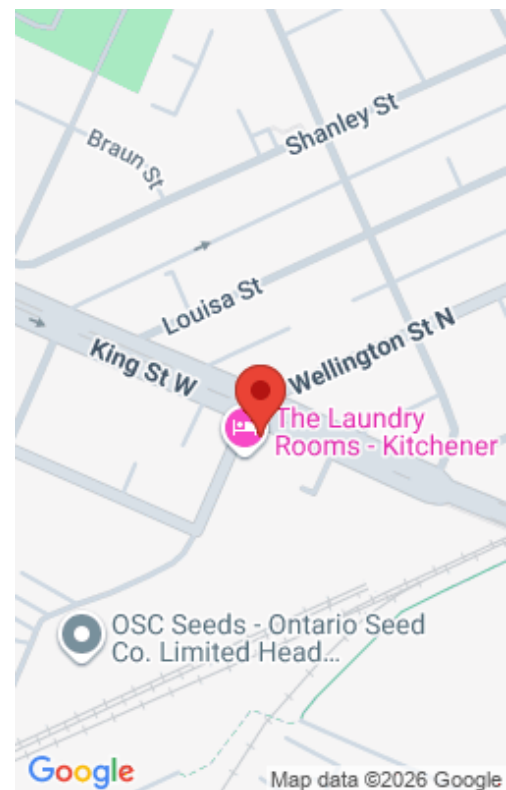 Shanley St
Braun St
Louisa St
King St W
Wellington St N
The Laundry
Rooms - Kitchener
OSC Seeds - Ontario Seed
Co. Limited Head...
Google
Map data ©2026 Google